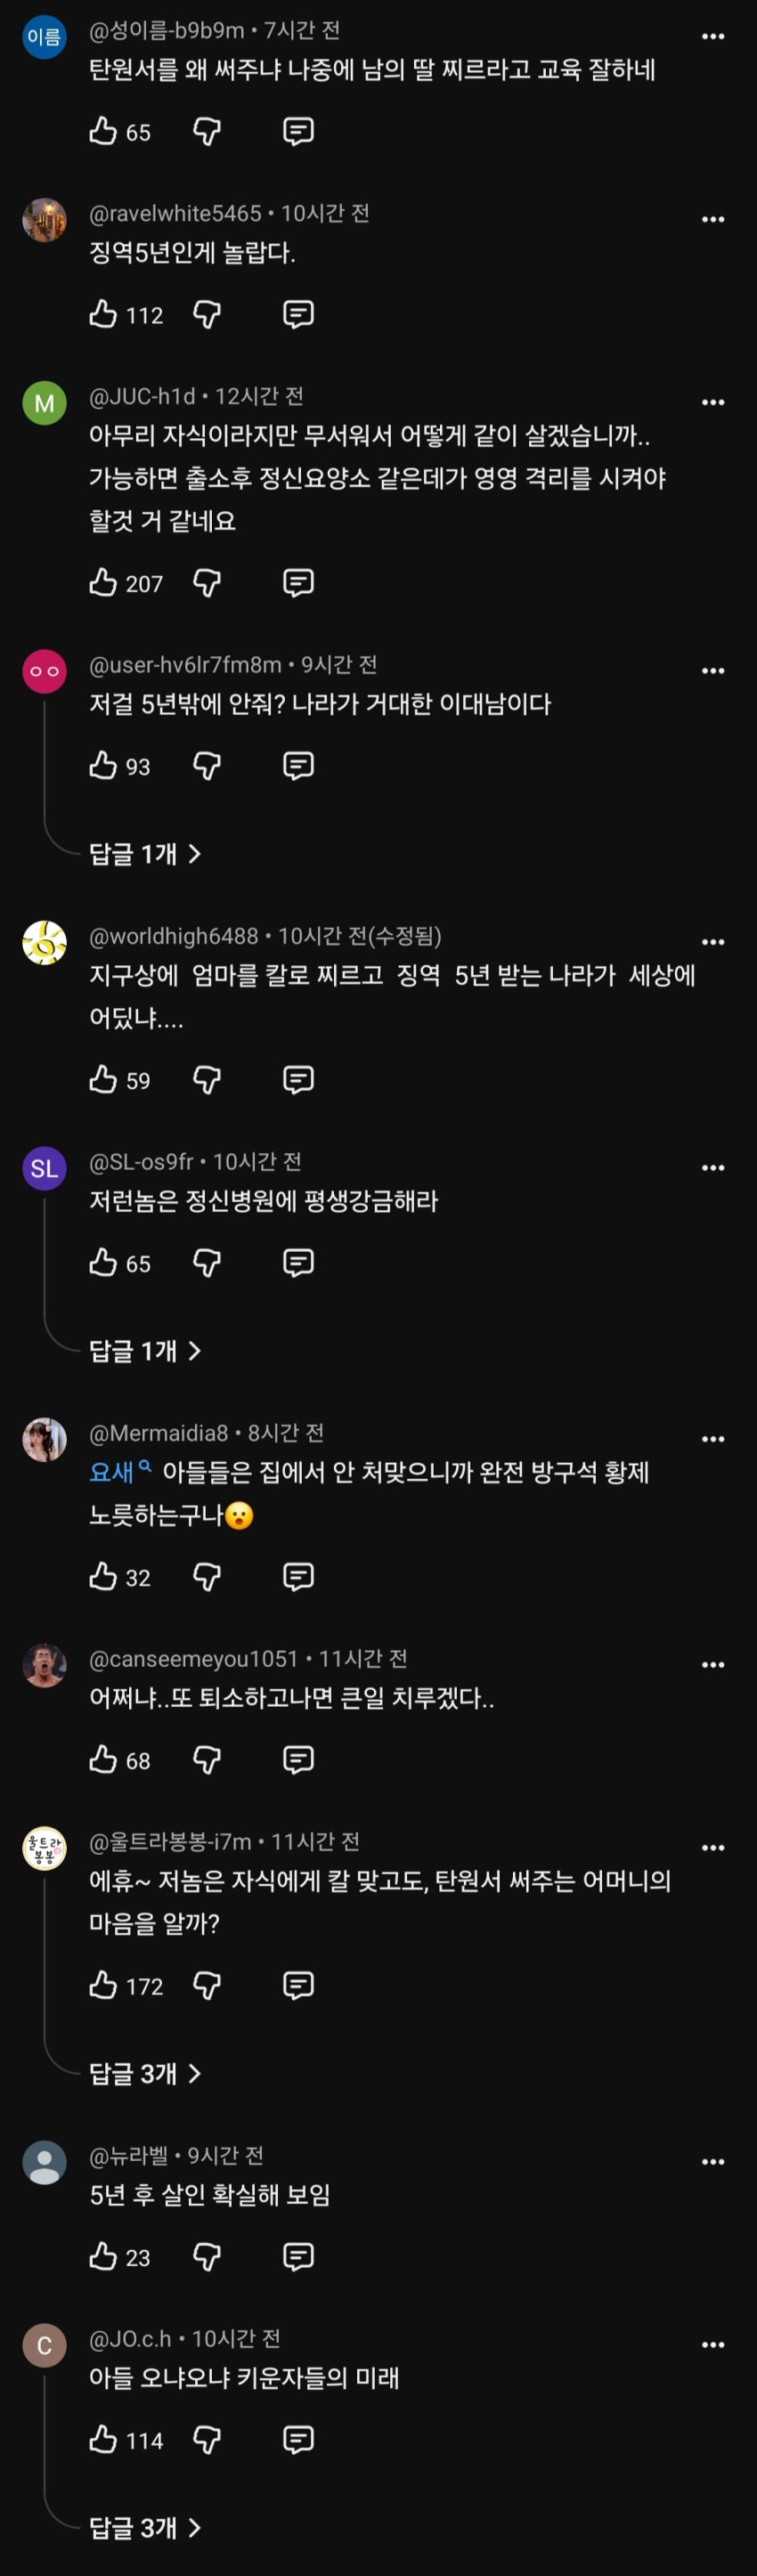 이름
@성이름-b9b9m • 7시간 전
탄원서를 왜 써주냐 나중에 남의 딸 찌르라고 교육 잘하네
65
@ravelwhite5465 • 10시간 전
징역5년인게 놀랍다.
112
M
@JUC-h1d • 12시간 전
아무리 자식이라지만 무서워서 어떻게 같이 살겠습니까..
가능하면 출소후 정신요양소 같은데가 영영 격리를 시켜야
할것 거 같네요
207
ㅇㅇ
@user-hv6lr7fm8m • 9시간 전
저걸 5년밖에 안줘? 나라가 거대한 이대남이다
93
답글 1개
@worldhigh6488 • 10시간 전(수정됨)
지구상에 엄마를 칼로 찌르고 징역 5년 받는 나라가 세상에
어딨냐....
59
SL
@SL-os9fr • 10시간 전
저런놈은 정신병원에 평생강금해라
65
답글 1개
@Mermaidia8 • 8시간 전
요새 아들들은 집에서 안 처맞으니까 완전 방구석 황제
노릇하는구나😮
32
@canseemeyou1051 • 11시간 전
어쩌냐..또 퇴소하고나면 큰일 치루겠다..
68
울트라
봉봉
@울트라봉봉-i7m • 11시간 전
에휴~ 저놈은 자식에게 칼 맞고도, 탄원서 써주는 어머니의
마음을 알까?
172
답글 3개
@뉴라벨 • 9시간 전
5년 후 살인 확실해 보임
23
C
@JO.c.h • 10시간 전
아들 오냐오냐 키운자들의 미래
114
답글 3개